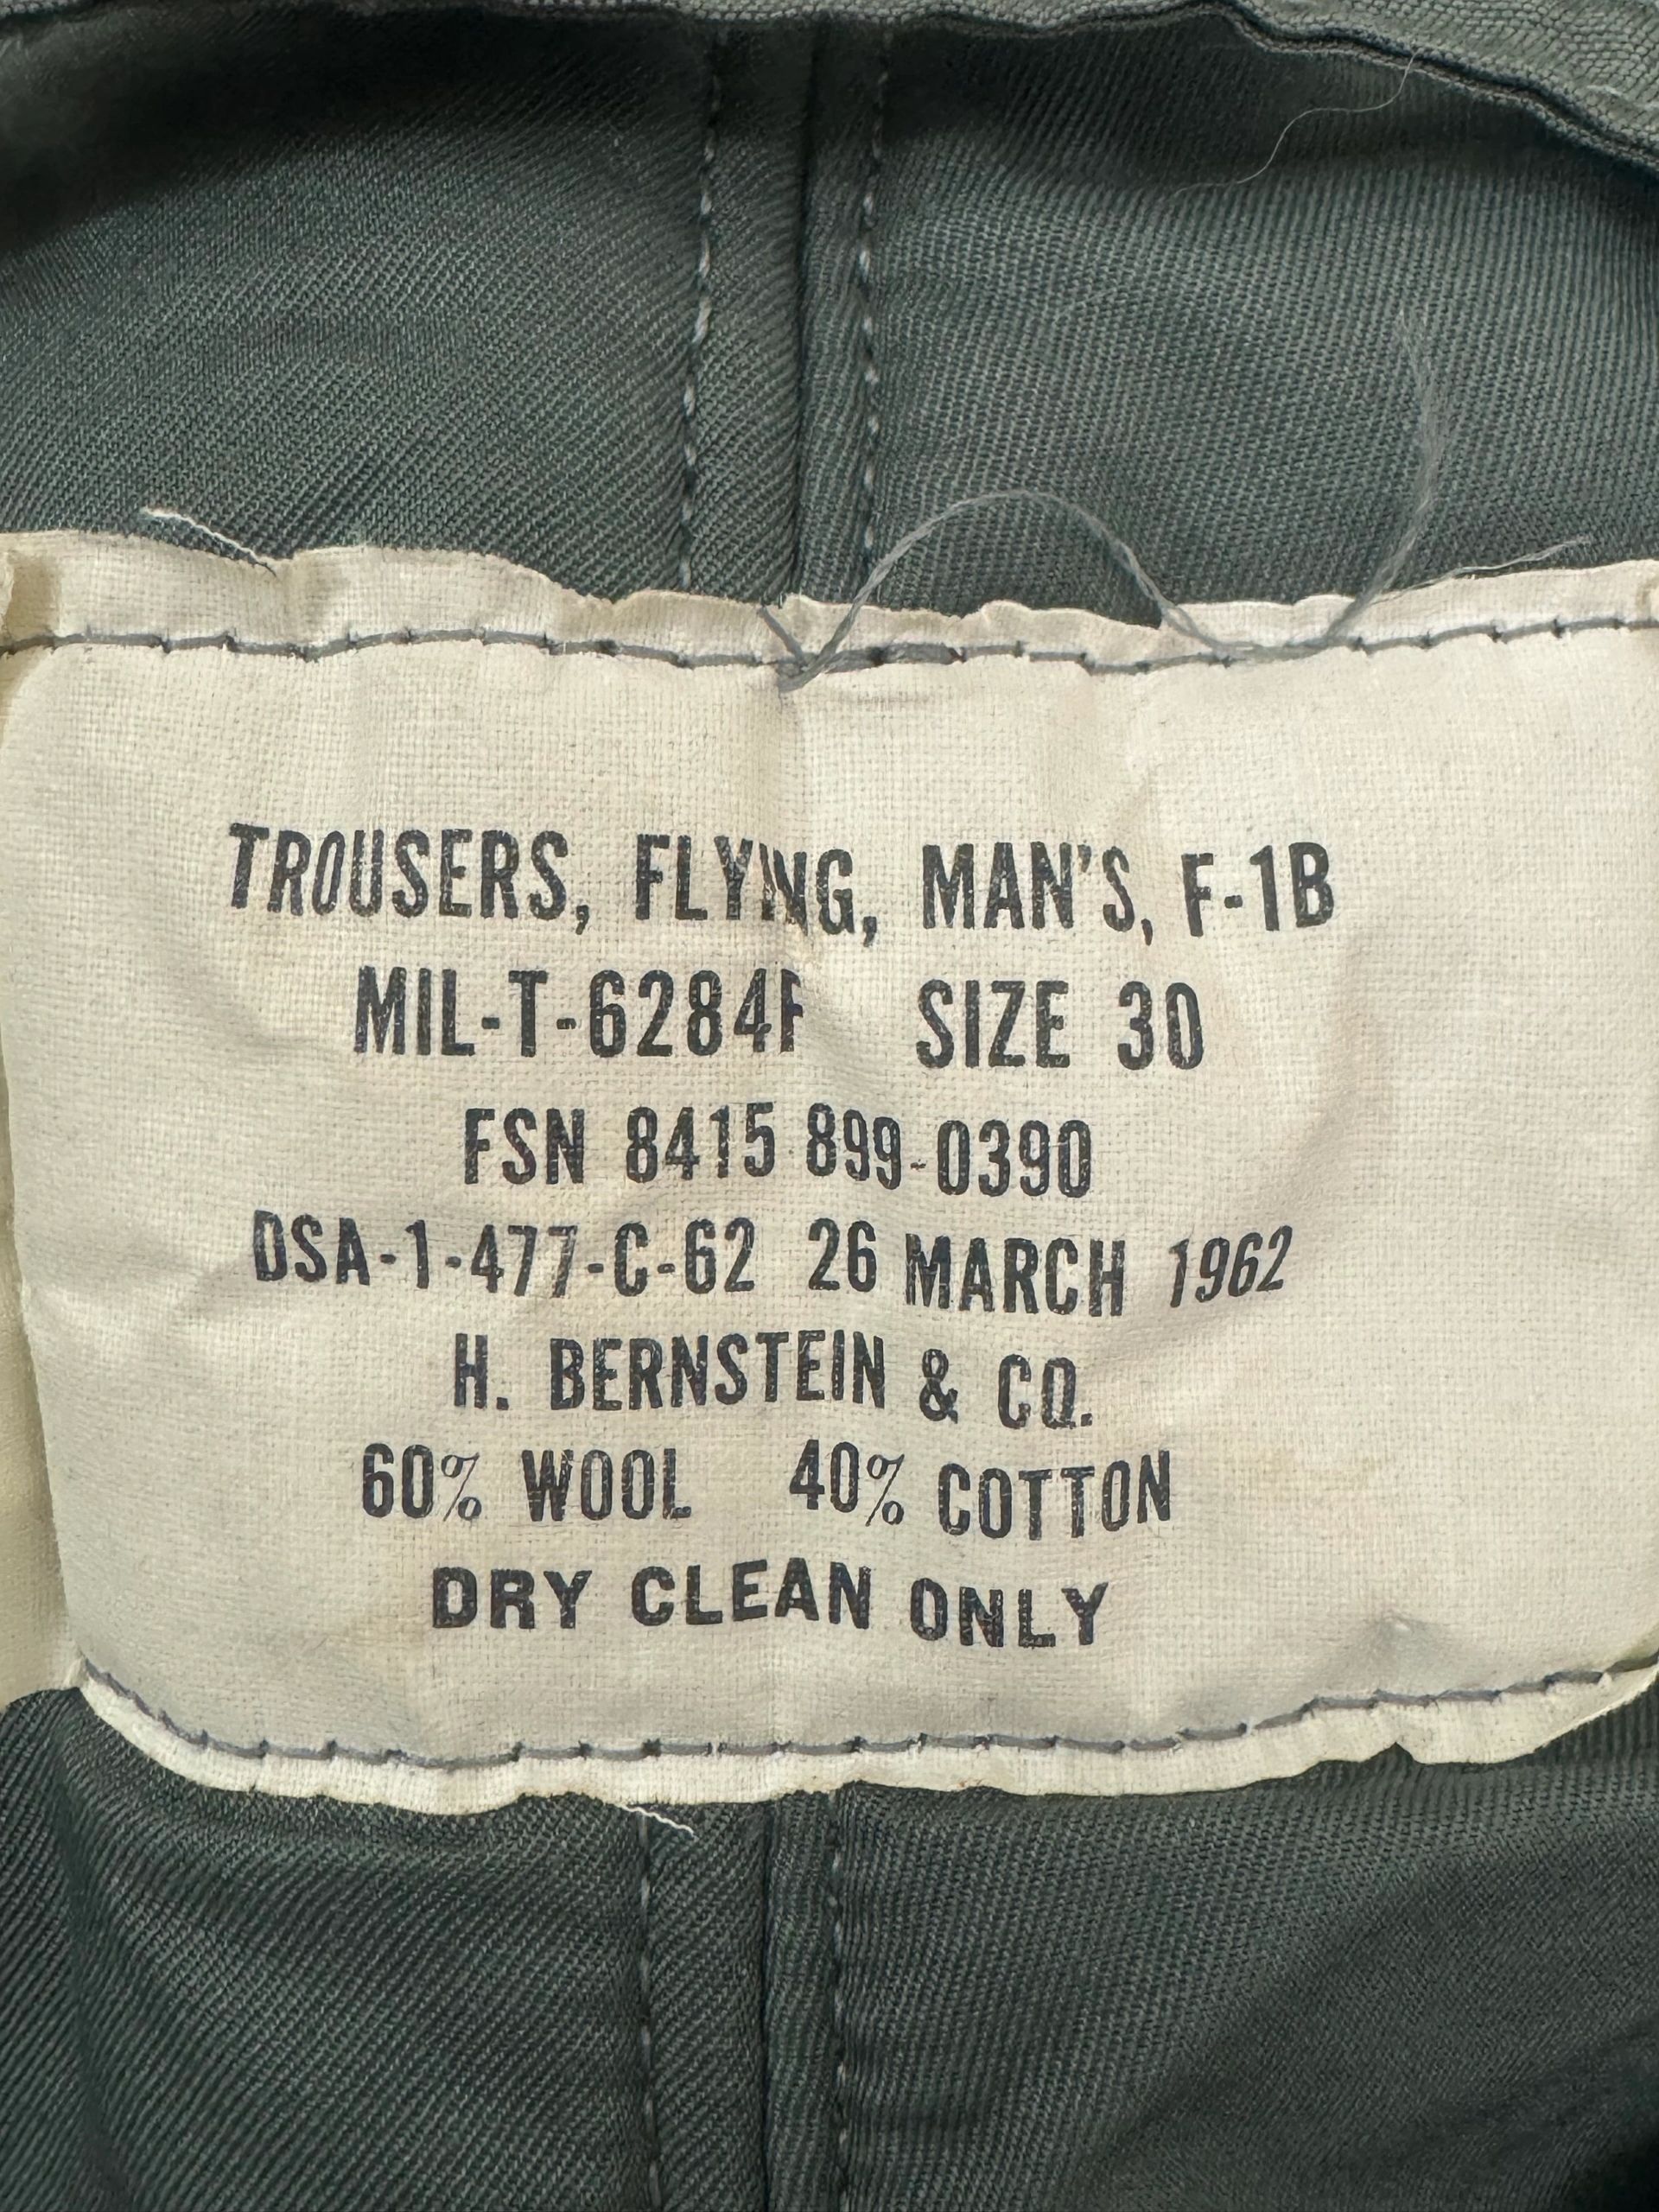 TROUSERS, FLYING, MAN'S, F-1B
MIL-T-6284F SIZE 30
FSN 8415 899-0390
DSA-1-477-C-62 26 MARCH 1962
H. BERNSTEIN & CO.
60% WOOL 40% COTTON
DRY CLEAN ONLY